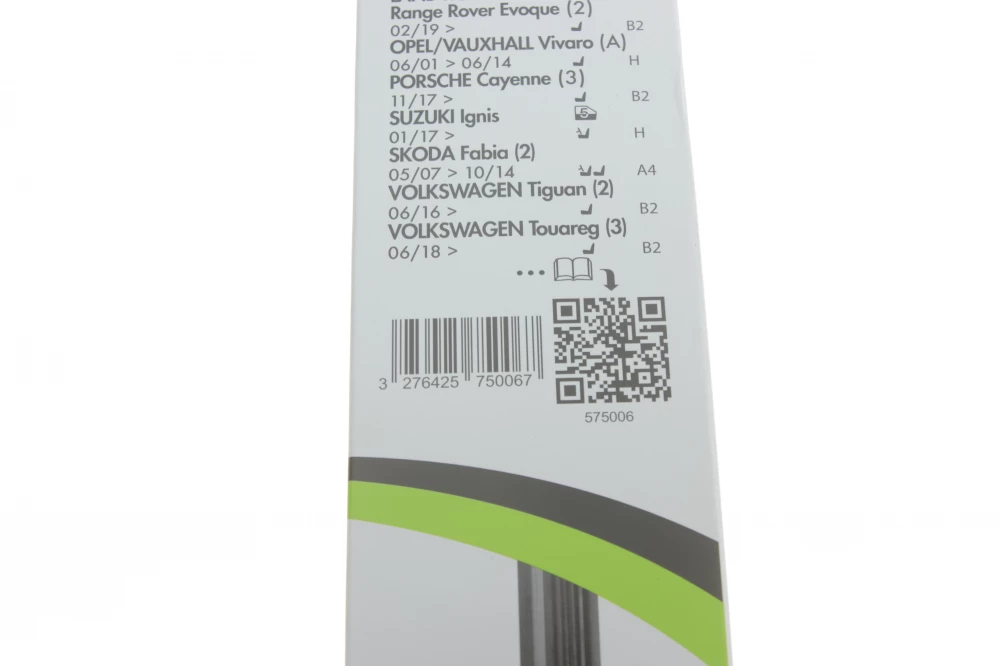 Range Rover Evoque (2)
02/19 > B2
OPEL/VAUXHALL Vivaro (A)
06/01 > 06/14 H
PORSCHE Cayenne (3)
11/17 > B2
SUZUKI Ignis 5
01/17 > H
SKODA Fabia (2)
05/07 > 10/14 A4
VOLKSWAGEN Tiguan (2)
06/16 > B2
VOLKSWAGEN Touareg (3)
06/18 > B2
...
3 276425 750067
575006